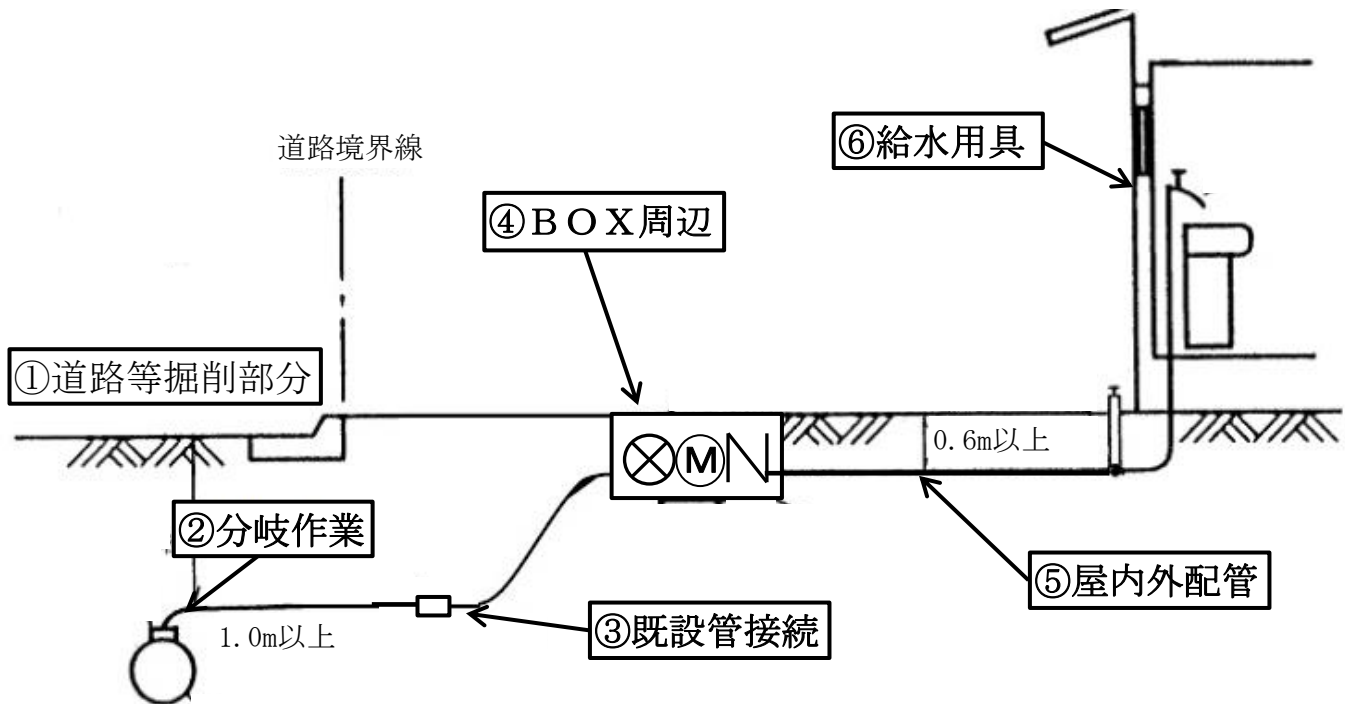 道路境界線
⑥給水用具
④ＢＯＸ周辺
①道路等掘削部分
M
0.6m以上
②分岐作業
⑤屋内外配管
③既設管接続
1.0m以上